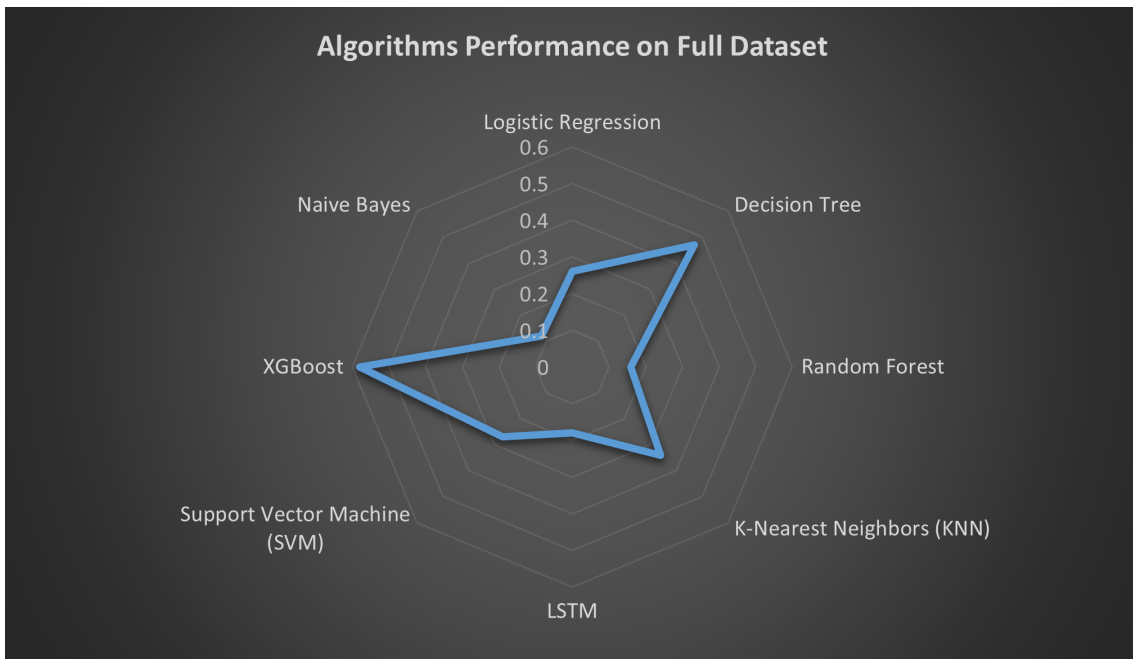 Algorithms Performance on Full Dataset
Logistic Regression
0.6
0.5
Naive Bayes
Decision Tree
0.4
0.3
0.2
0.1
XGBoost
0
Random Forest
Support Vector Machine
(SVM)
K-Nearest Neighbors (KNN)
LSTM